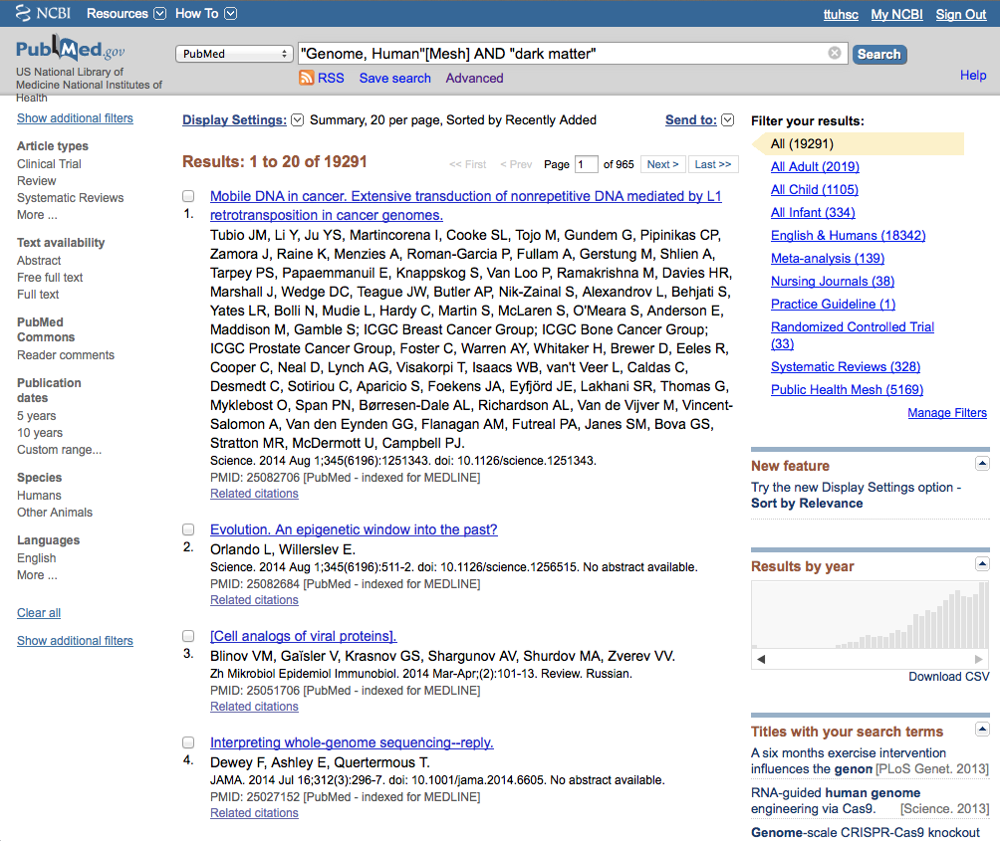 NCBI Resources How To ttuhsc My NCBI Sign Out
PubMed.gov
US National Library of
Medicine National Institutes of
Health
PubMed "Genome, Human"[Mesh] AND "dark matter" Search
RSS Save search Advanced Help
Show additional filters
Article types
Clinical Trial
Review
Systematic Reviews
More ...
Text availability
Abstract
Free full text
Full text
PubMed
Commons
Reader comments
Publication
dates
5 years
10 years
Custom range...
Species
Humans
Other Animals
Languages
English
More ...
Clear all
Show additional filters
Display Settings: Summary, 20 per page, Sorted by Recently Added Send to:
Results: 1 to 20 of 19291 << First < Prev Page 1 of 965 Next > Last >>
1. Mobile DNA in cancer. Extensive transduction of nonrepetitive DNA mediated by L1
retrotransposition in cancer genomes.
Tubio JM, Li Y, Ju YS, Martincorena I, Cooke SL, Tojo M, Gundem G, Pipinikas CP,
Zamora J, Raine K, Menzies A, Roman-Garcia P, Fullam A, Gerstung M, Shlien A,
Tarpey PS, Papaemmanuil E, Knappskog S, Van Loo P, Ramakrishna M, Davies HR,
Marshall J, Wedge DC, Teague JW, Butler AP, Nik-Zainal S, Alexandrov L, Behjati S,
Yates LR, Bolli N, Mudie L, Hardy C, Martin S, McLaren S, O'Meara S, Anderson E,
Maddison M, Gamble S; ICGC Breast Cancer Group; ICGC Bone Cancer Group;
ICGC Prostate Cancer Group, Foster C, Warren AY, Whitaker H, Brewer D, Eeles R,
Cooper C, Neal D, Lynch AG, Visakorpi T, Isaacs WB, van't Veer L, Caldas C,
Desmedt C, Sotiriou C, Aparicio S, Foekens JA, Eyfjörd JE, Lakhani SR, Thomas G,
Myklebost O, Span PN, Børresen-Dale AL, Richardson AL, Van de Vijver M, Vincent-
Salomon A, Van den Eynden GG, Flanagan AM, Futreal PA, Janes SM, Bova GS,
Stratton MR, McDermott U, Campbell PJ.
Science. 2014 Aug 1;345(6196):1251343. doi: 10.1126/science.1251343.
PMID: 25082706 [PubMed - indexed for MEDLINE]
Related citations
2. Evolution. An epigenetic window into the past?
Orlando L, Willerslev E.
Science. 2014 Aug 1;345(6196):511-2. doi: 10.1126/science.1256515. No abstract available.
PMID: 25082684 [PubMed - indexed for MEDLINE]
Related citations
3. [Cell analogs of viral proteins].
Blinov VM, Gaïsler V, Krasnov GS, Shargunov AV, Shurdov MA, Zverev VV.
Zh Mikrobiol Epidemiol Immunobiol. 2014 Mar-Apr;(2):101-13. Review. Russian.
PMID: 25051706 [PubMed - indexed for MEDLINE]
Related citations
4. Interpreting whole-genome sequencing--reply.
Dewey F, Ashley E, Quertermous T.
JAMA. 2014 Jul 16;312(3):296-7. doi: 10.1001/jama.2014.6605. No abstract available.
PMID: 25027152 [PubMed - indexed for MEDLINE]
Related citations
Filter your results:
All (19291)
All Adult (2019)
All Child (1105)
All Infant (334)
English & Humans (18342)
Meta-analysis (139)
Nursing Journals (38)
Practice Guideline (1)
Randomized Controlled Trial
(33)
Systematic Reviews (328)
Public Health Mesh (5169)
Manage Filters
New feature
Try the new Display Settings option -
Sort by Relevance
Results by year
Download CSV
Titles with your search terms
A six months exercise intervention
influences the genom [PLoS Genet. 2013]
RNA-guided human genome
engineering via Cas9. [Science. 2013]
Genome-scale CRISPR-Cas9 knockout